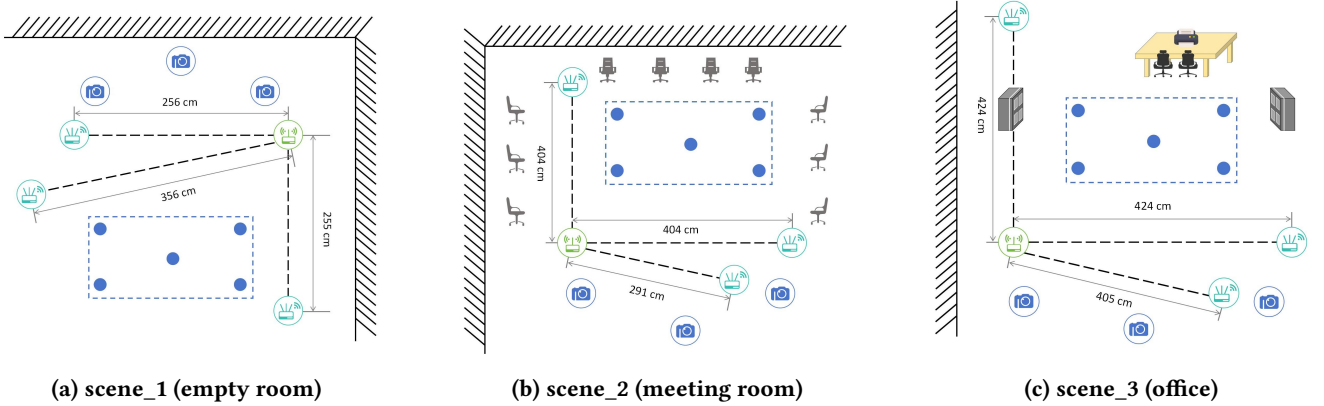 256 cm
356 cm
255 cm
(a) scene_1 (empty room)
404 cm
404 cm
291 cm
(b) scene_2 (meeting room)
424 cm
424 cm
405 cm
(c) scene_3 (office)